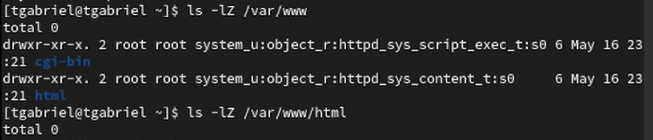 [tgabriel@tgabriel ~]$ ls -lZ /var/www
total 0
drwxr-xr-x. 2 root root system_u:object_r:httpd_sys_script_exec_t:s0 6 May 16 23
:21 cgi-bin
drwxr-xr-x. 2 root root system_u:object_r:httpd_sys_content_t:s0     6 May 16 23
:21 html
[tgabriel@tgabriel ~]$ ls -lZ /var/www/html
total 0